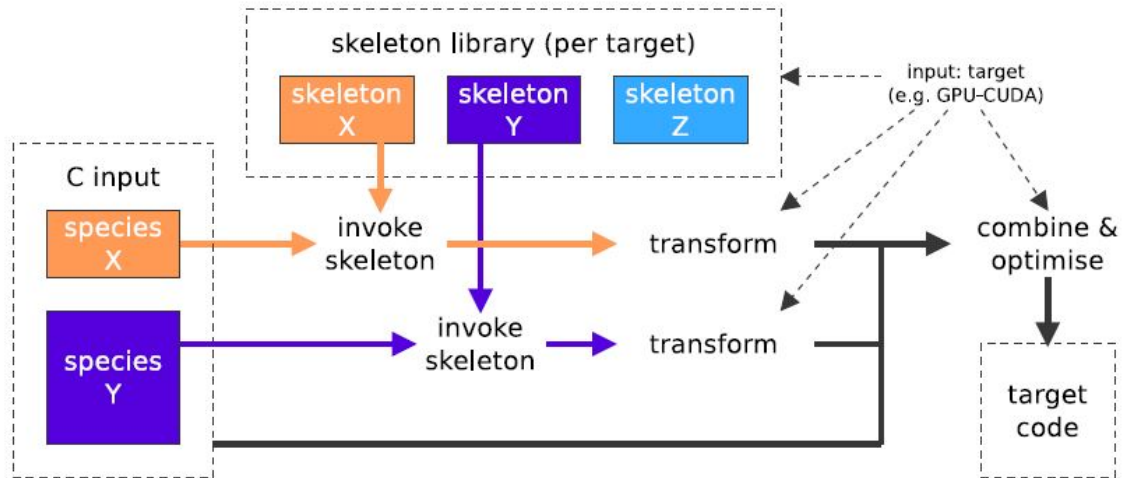 skeleton library (per target)
skeleton
X
skeleton
Y
skeleton
Z
input: target
(e.g. GPU-CUDA)
C input
species
X
invoke
skeleton
transform
combine &
optimise
species
Y
invoke
skeleton
transform
target
code